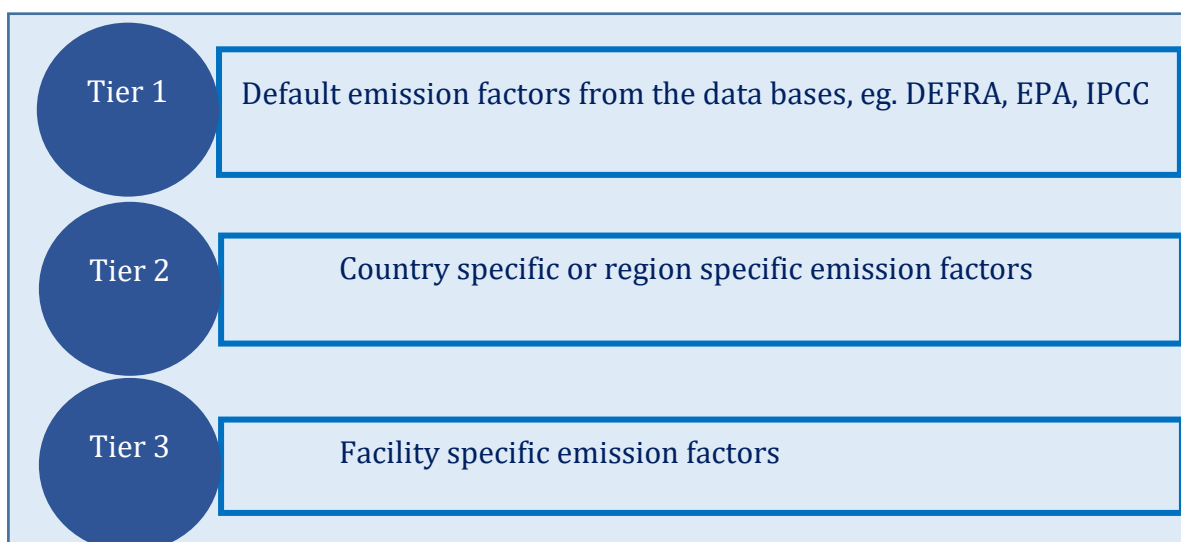 Tier 1
Default emission factors from the data bases, eg. DEFRA, EPA, IPCC
Tier 2
Country specific or region specific emission factors
Tier 3
Facility specific emission factors